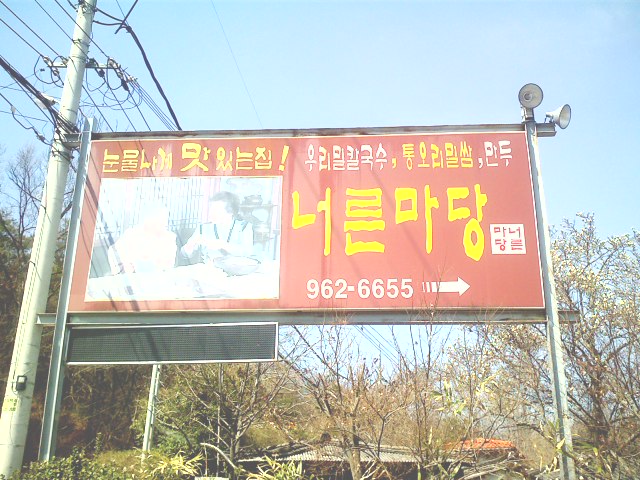 눈물나게 맛있는집!
우리밀칼국수, 통오리밀쌈, 만두
너른마당
너른
마당
962-6655